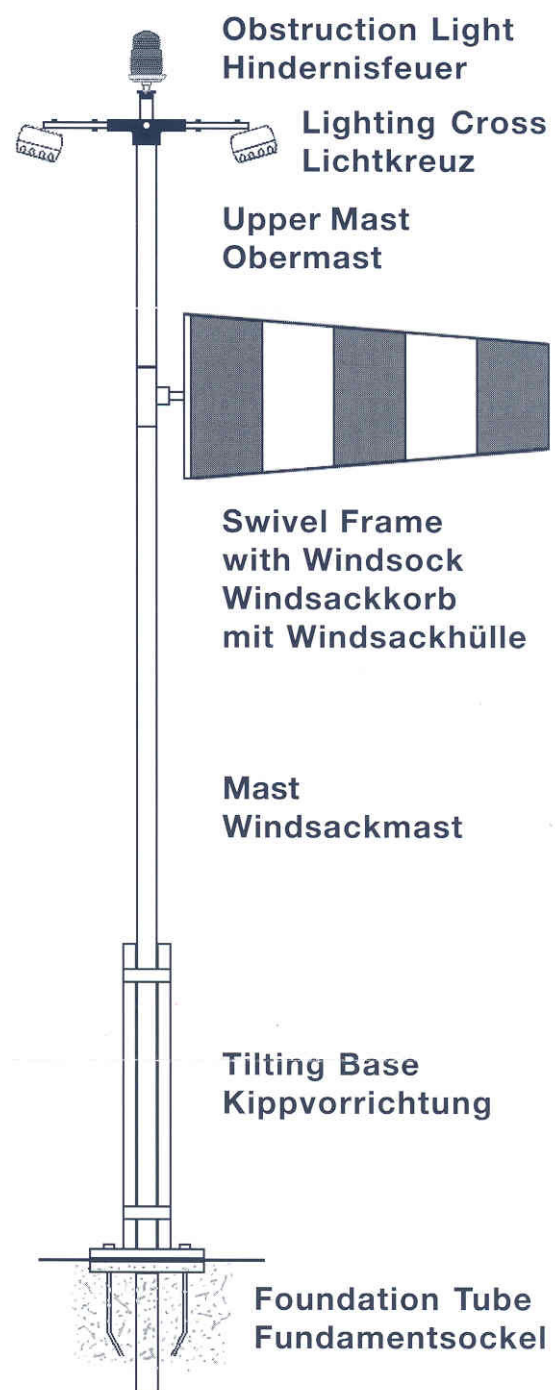 Obstruction Light
Hindernisfeuer
Lighting Cross
Lichtkreuz
Upper Mast
Obermast
Swivel Frame
with Windsock
Windsackkorb
mit Windsackhülle
Mast
Windsackmast
Tilting Base
Kippvorrichtung
Foundation Tube
Fundamentsockel